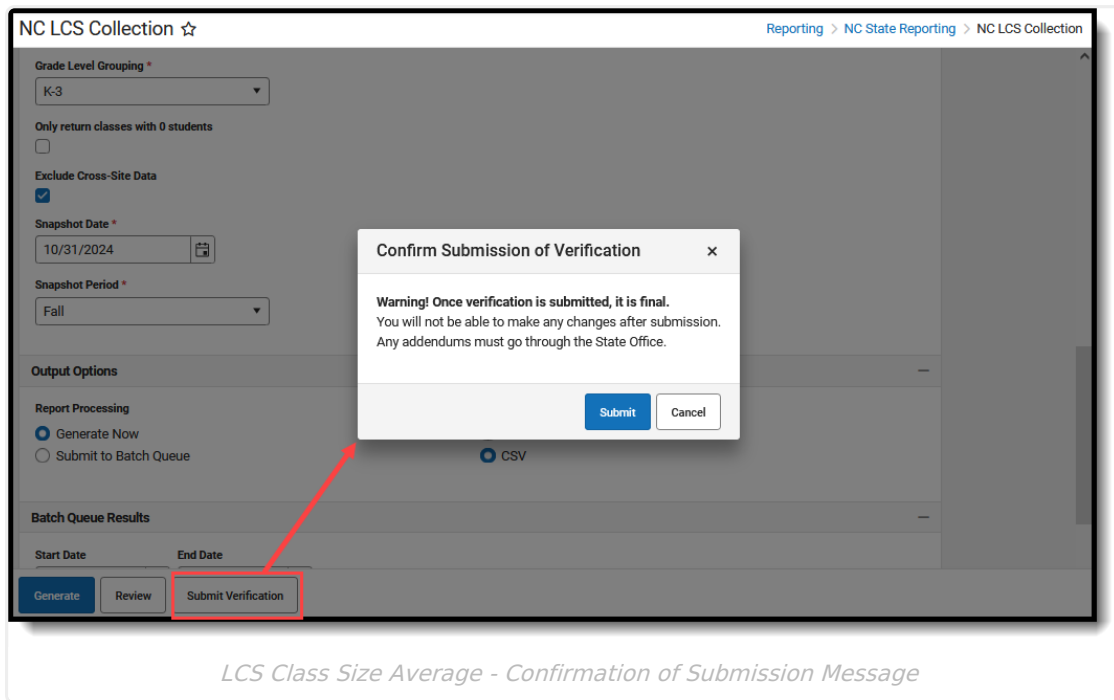 NC LCS Collection
Reporting > NC State Reporting > NC LCS Collection
Grade Level Grouping *
K-3
Only return classes with 0 students
Exclude Cross-Site Data
Snapshot Date *
10/31/2024
Snapshot Period *
Fall
Confirm Submission of Verification
Warning! Once verification is submitted, it is final.
You will not be able to make any changes after submission.
Any addendums must go through the State Office.
Submit Cancel
Output Options
Report Processing
Generate Now
Submit to Batch Queue
CSV
Batch Queue Results
Start Date End Date
Generate Review Submit Verification
LCS Class Size Average - Confirmation of Submission Message